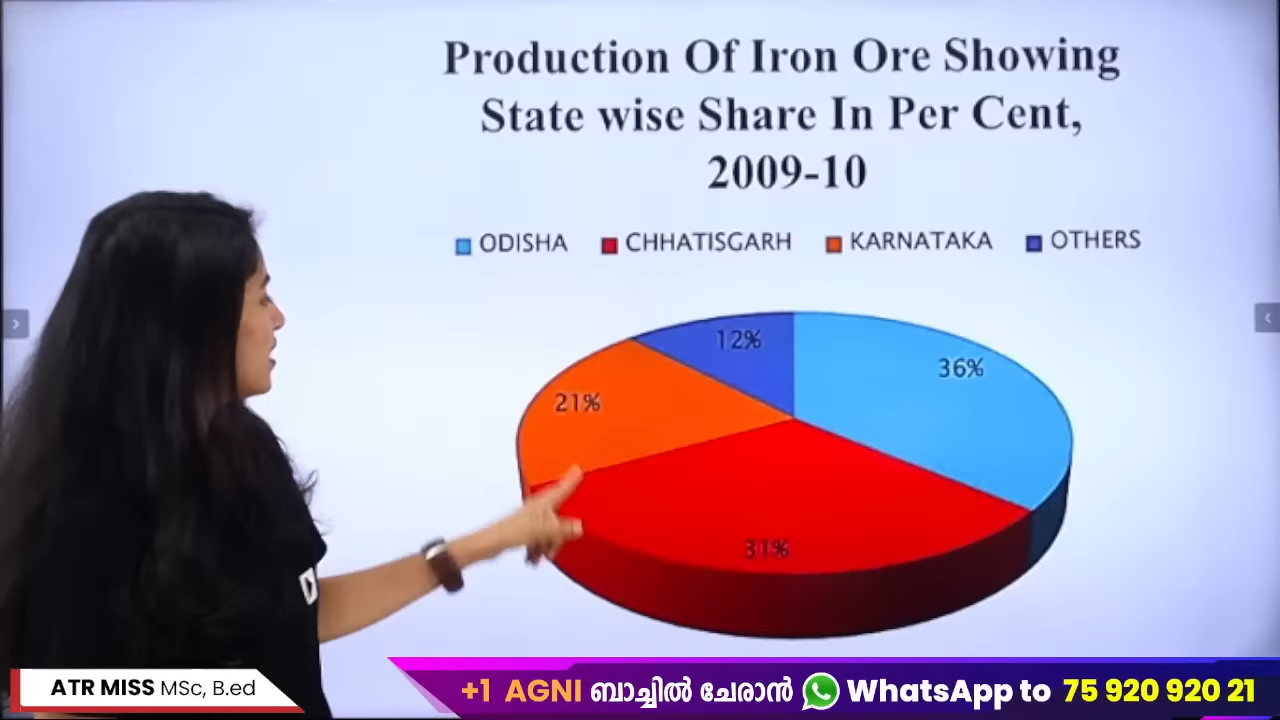 Production Of Iron Ore Showing
State wise Share In Per Cent,
2009-10
ODISHA CHHATISGARH KARNATAKA OTHERS
12%
36%
21%
31%
ATR MISS MSc, B.ed
+1 AGNI ബാച്ചിൽ ചേരാൻ WhatsApp to 75 920 920 21